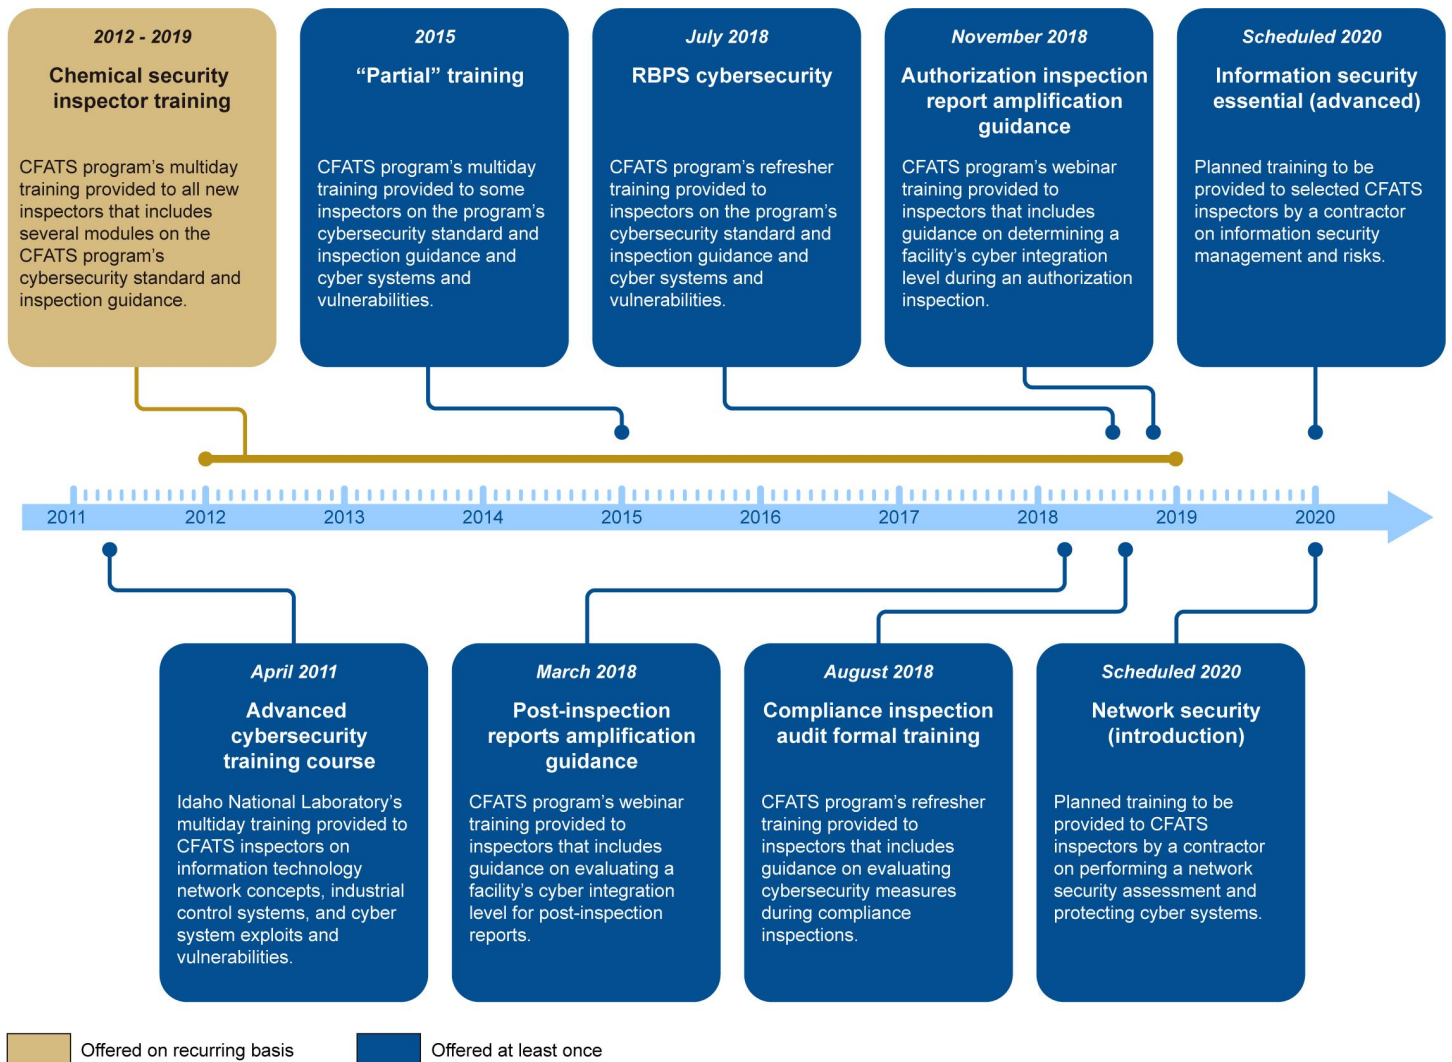 2012 - 2019
Chemical security
inspector training
CFATS program's multiday
training provided to all new
inspectors that includes
several modules on the
CFATS program's
cybersecurity standard and
inspection guidance.
2015
“Partial” training
CFATS program's multiday
training provided to some
inspectors on the program's
cybersecurity standard and
inspection guidance and
cyber systems and
vulnerabilities.
July 2018
RBPS cybersecurity
CFATS program's refresher
training provided to
inspectors on the program's
cybersecurity standard and
inspection guidance and
cyber systems and
vulnerabilities.
November 2018
Authorization inspection
report amplification
guidance
CFATS program's webinar
training provided to
inspectors that includes
guidance on determining a
facility's cyber integration
level during an authorization
inspection.
Scheduled 2020
Information security
essential (advanced)
Planned training to be
provided to selected CFATS
inspectors by a contractor
on information security
management and risks.
2011 2012 2013 2014 2015 2016 2017 2018 2019 2020
April 2011
Advanced
cybersecurity
training course
Idaho National Laboratory's
multiday training provided to
CFATS inspectors on
information technology
network concepts, industrial
control systems, and cyber
system exploits and
vulnerabilities.
March 2018
Post-inspection
reports amplification
guidance
CFATS program's webinar
training provided to
inspectors that includes
guidance on evaluating a
facility's cyber integration
level for post-inspection
reports.
August 2018
Compliance inspection
audit formal training
CFATS program's refresher
training provided to
inspectors that includes
guidance on evaluating
cybersecurity measures
during compliance
inspections.
Scheduled 2020
Network security
(introduction)
Planned training to be
provided to CFATS
inspectors by a contractor
on performing a network
security assessment and
protecting cyber systems.
Offered on recurring basis
Offered at least once